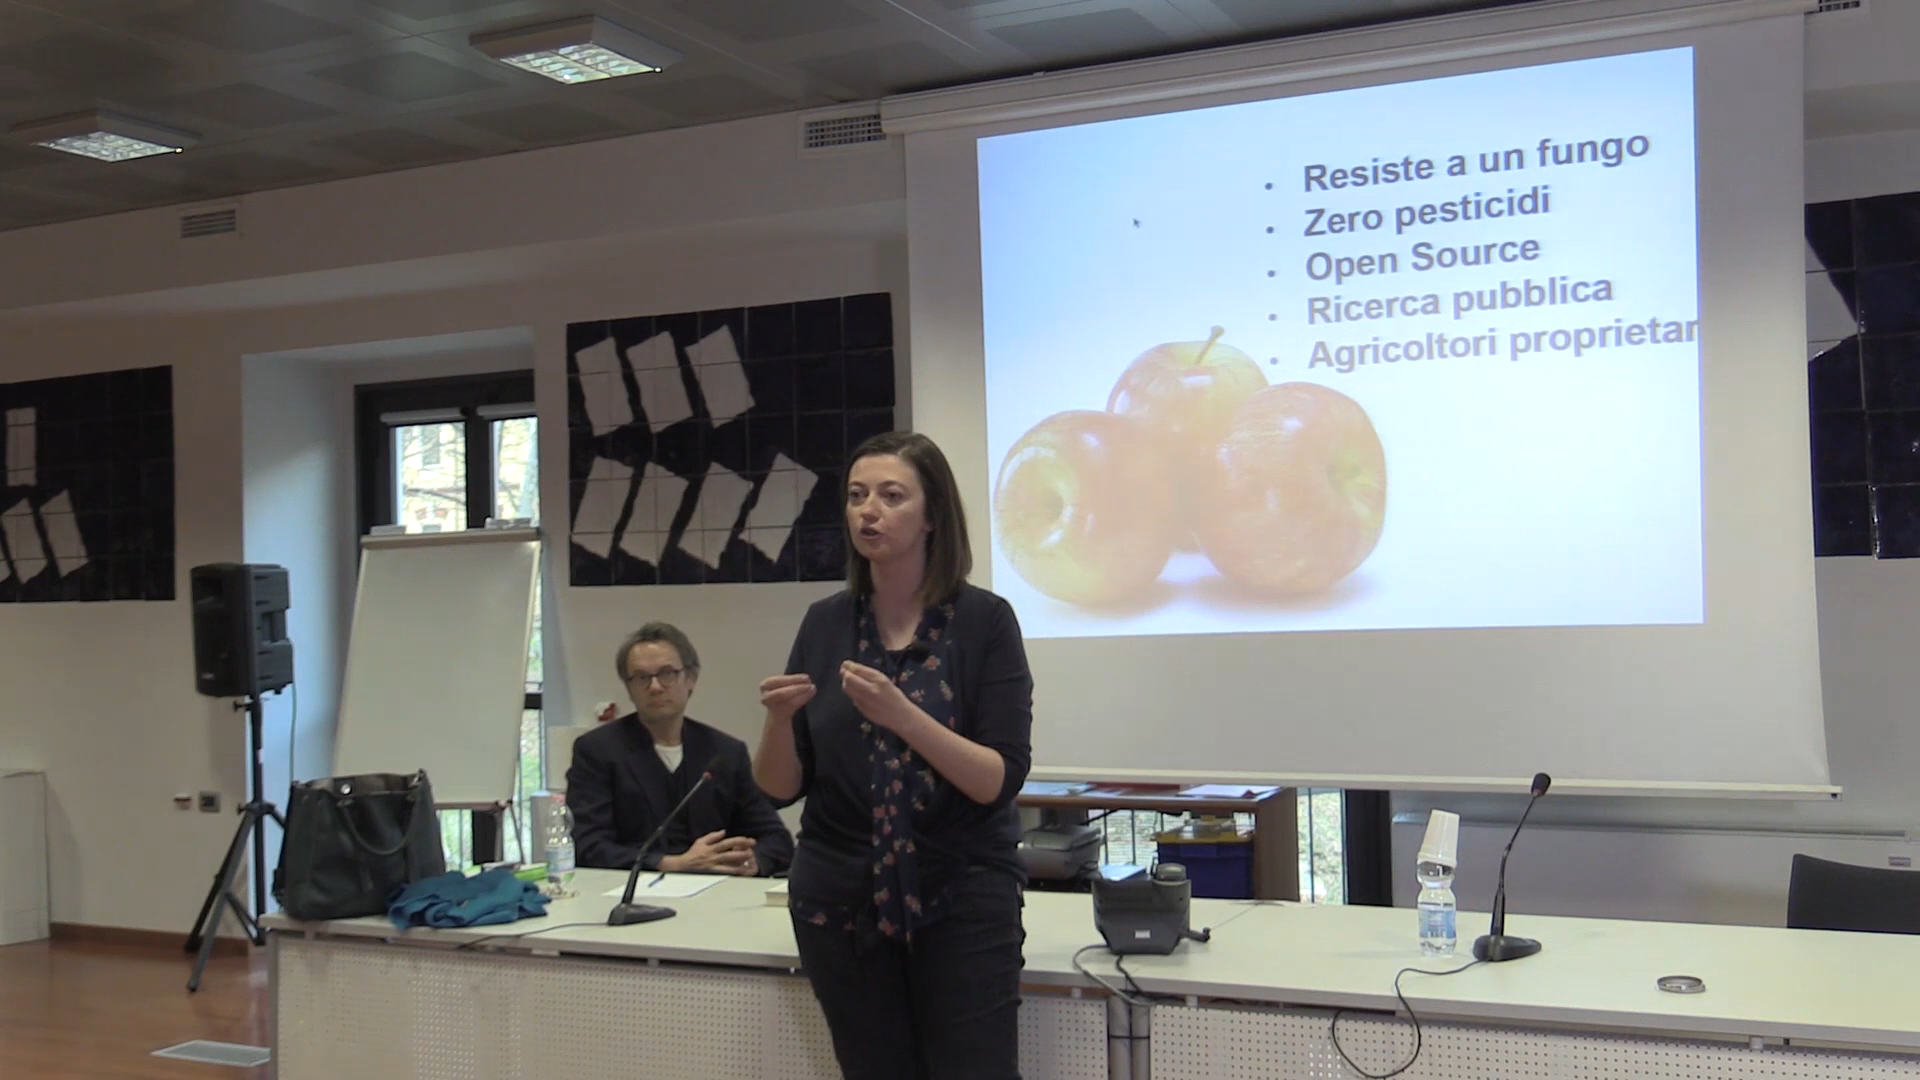 Resiste a un fungo
Zero pesticidi
Open Source
Ricerca pubblica
Agricoltori proprietar